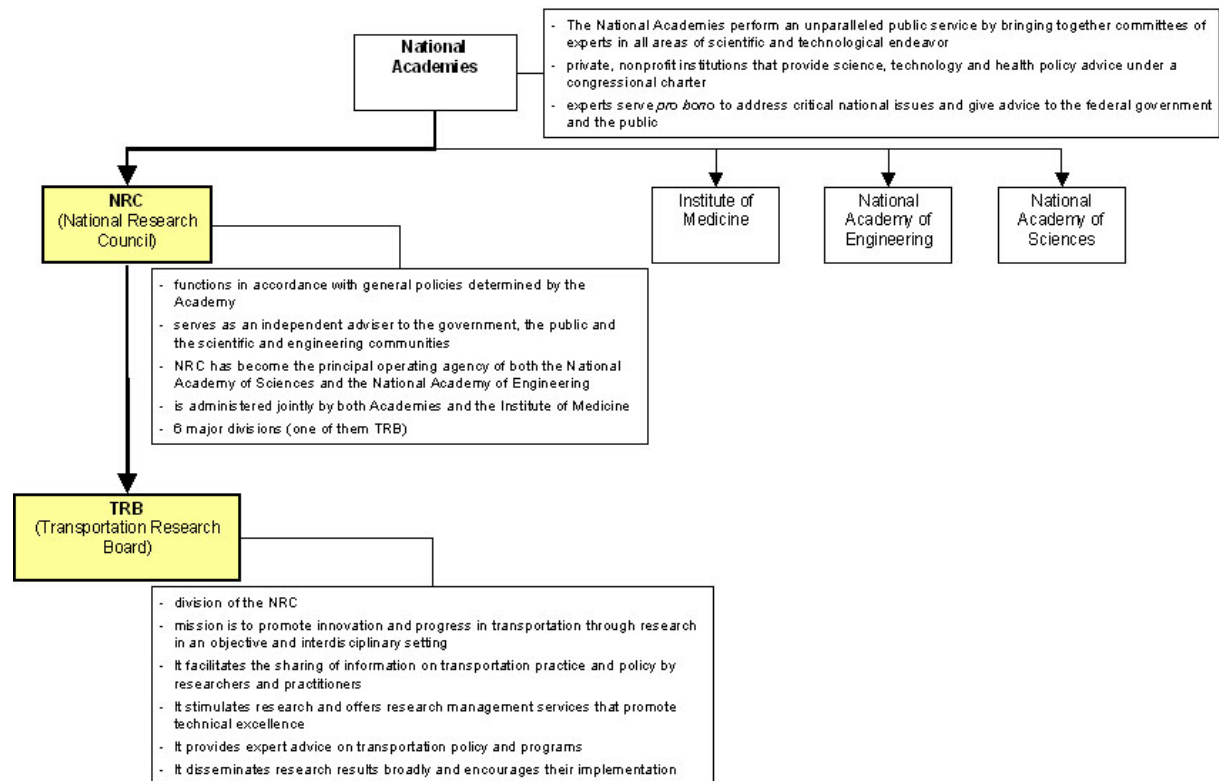 National
Academies
- The National Academies perform an unparalleled public service by bringing together committees of
experts in all areas of scientific and technological endeavor
- private, nonprofit institutions that provide science, technology and health policy advice under a
congressional charter
- experts serve pro bono to address critical national issues and give advice to the federal government
and the public
NRC
(National Research
Council)
Institute of
Medicine
National
Academy of
Engineering
National
Academy of
Sciences
- functions in accordance with general policies determined by the
Academy
- serves as an independent adviser to the government, the public and
the scientific and engineering communities
- NRC has become the principal operating agency of both the National
Academy of Sciences and the National Academy of Engineering
- is administered jointly by both Academies and the Institute of Medicine
- 6 major divisions (one of them TRB)
TRB
(Transportation Research
Board)
- division of the NRC
- mission is to promote innovation and progress in transportation through research
in an objective and interdisciplinary setting
- It facilitates the sharing of information on transportation practice and policy by
researchers and practitioners
- It stimulates research and offers research management services that promote
technical excellence
- It provides expert advice on transportation policy and programs
- It disseminates research results broadly and encourages their implementation